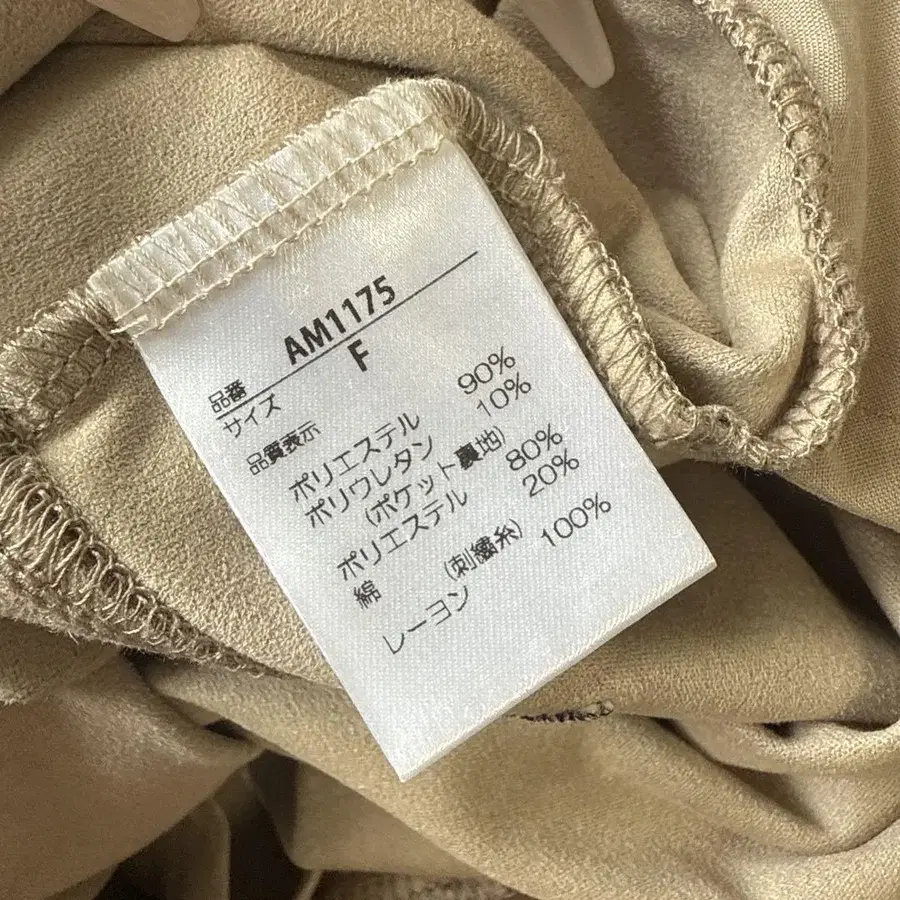 品番 AM1175
サイズ F
品質表示
ポリエステル 90%
ポリウレタン 10%
(ポケット裏地)
ポリエステル 80%
綿 20%
(刺繍糸)
レーヨン 100%